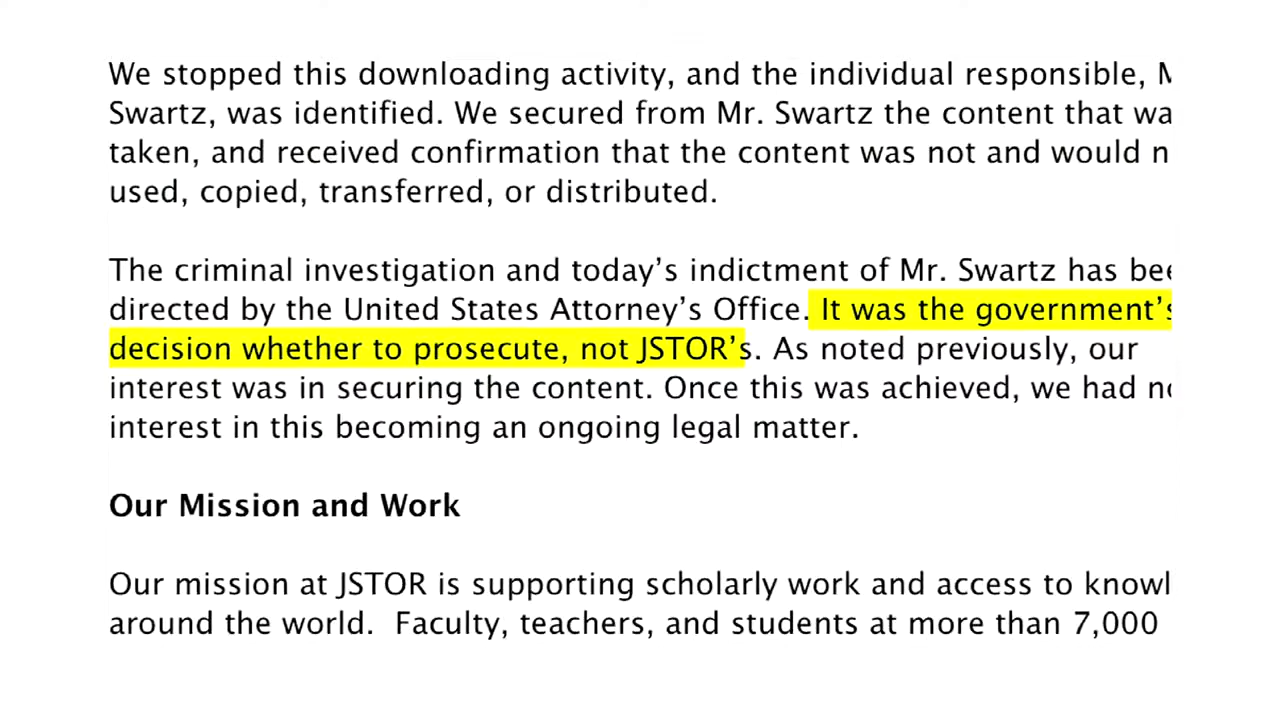 We stopped this downloading activity, and the individual responsible, M
Swartz, was identified. We secured from Mr. Swartz the content that wa
taken, and received confirmation that the content was not and would n
used, copied, transferred, or distributed.
The criminal investigation and today’s indictment of Mr. Swartz has bee
directed by the United States Attorney’s Office. It was the government’s
decision whether to prosecute, not JSTOR’s. As noted previously, our
interest was in securing the content. Once this was achieved, we had no
interest in this becoming an ongoing legal matter.
Our Mission and Work
Our mission at JSTOR is supporting scholarly work and access to knowl
around the world.  Faculty, teachers, and students at more than 7,000